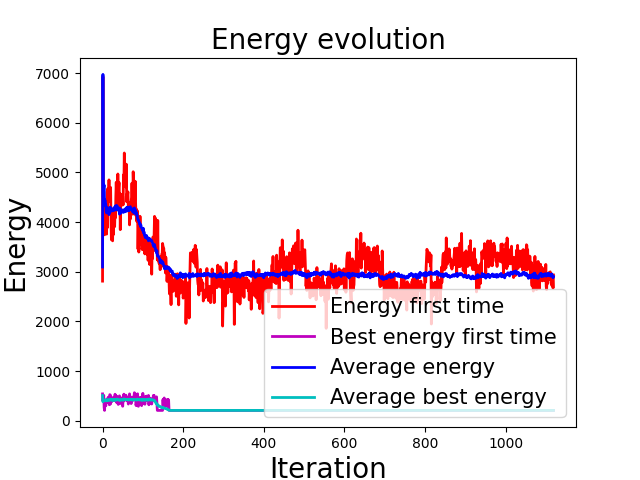 Energy evolution
7000
6000
5000
4000
3000
2000
1000
0
Energy
Energy first time
Best energy first time
Average energy
Average best energy
0 200 400 600 800 1000
Iteration